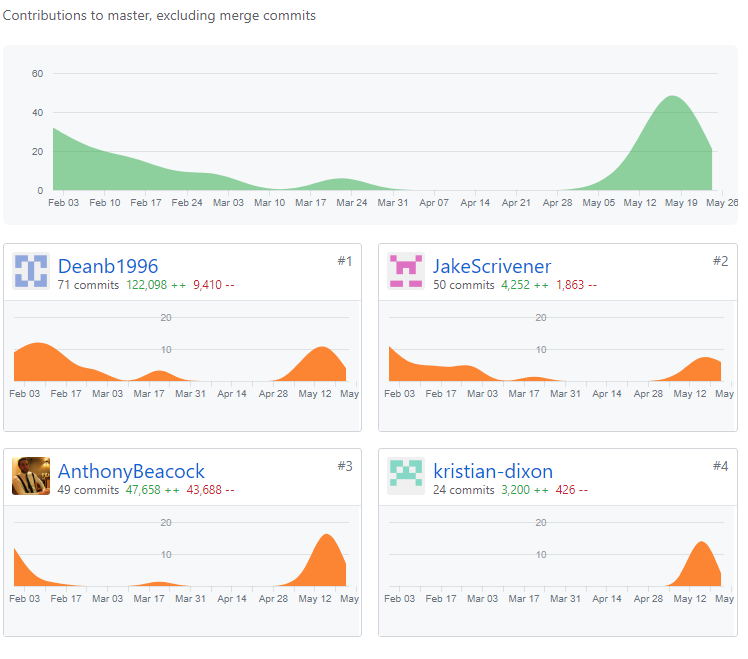 Contributions to master, excluding merge commits
60
40
20
0
Feb 03 Feb 10 Feb 17 Feb 24 Mar 03 Mar 10 Mar 17 Mar 24 Mar 31 Apr 07 Apr 14 Apr 21 Apr 28 May 05 May 12 May 19 May 26
Deanb1996 #1
71 commits 122,098 ++ 9,410 --
20
10
Feb 03 Feb 17 Mar 03 Mar 17 Mar 31 Apr 14 Apr 28 May 12 May
JakeScrivener #2
50 commits 4,252 ++ 1,863 --
20
10
Feb 03 Feb 17 Mar 03 Mar 17 Mar 31 Apr 14 Apr 28 May 12 May
AnthonyBeacock #3
49 commits 47,658 ++ 43,688 --
20
10
Feb 03 Feb 17 Mar 03 Mar 17 Mar 31 Apr 14 Apr 28 May 12 May
kristian-dixon #4
24 commits 3,200 ++ 426 --
20
10
Feb 03 Feb 17 Mar 03 Mar 17 Mar 31 Apr 14 Apr 28 May 12 May